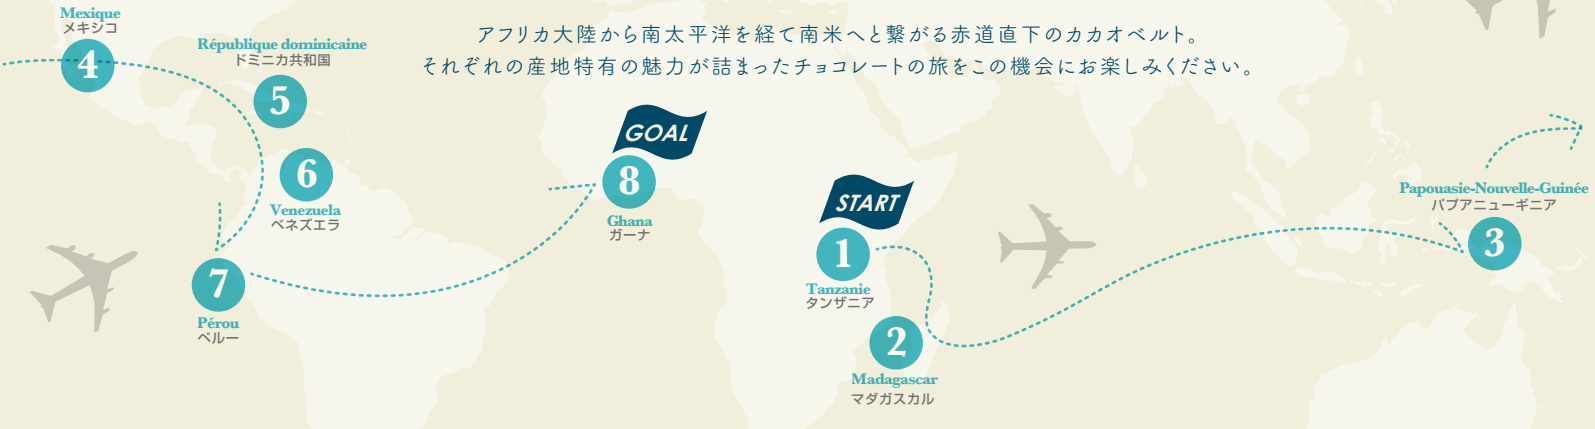 アフリカ大陸から南太平洋を経て南米へと繋がる赤道直下のカカオベルト。
それぞれの産地特有の魅力が詰まったチョコレートの旅をこの機会にお楽しみください。
START
1
Tanzanie
タンザニア
2
Madagascar
マダガスカル
Papouasie-Nouvelle-Guinée
パプアニューギニア
3
Mexique
メキシコ
4
République dominicaine
ドミニカ共和国
5
6
Venezuela
ベネズエラ
7
Pérou
ペルー
GOAL
8
Ghana
ガーナ